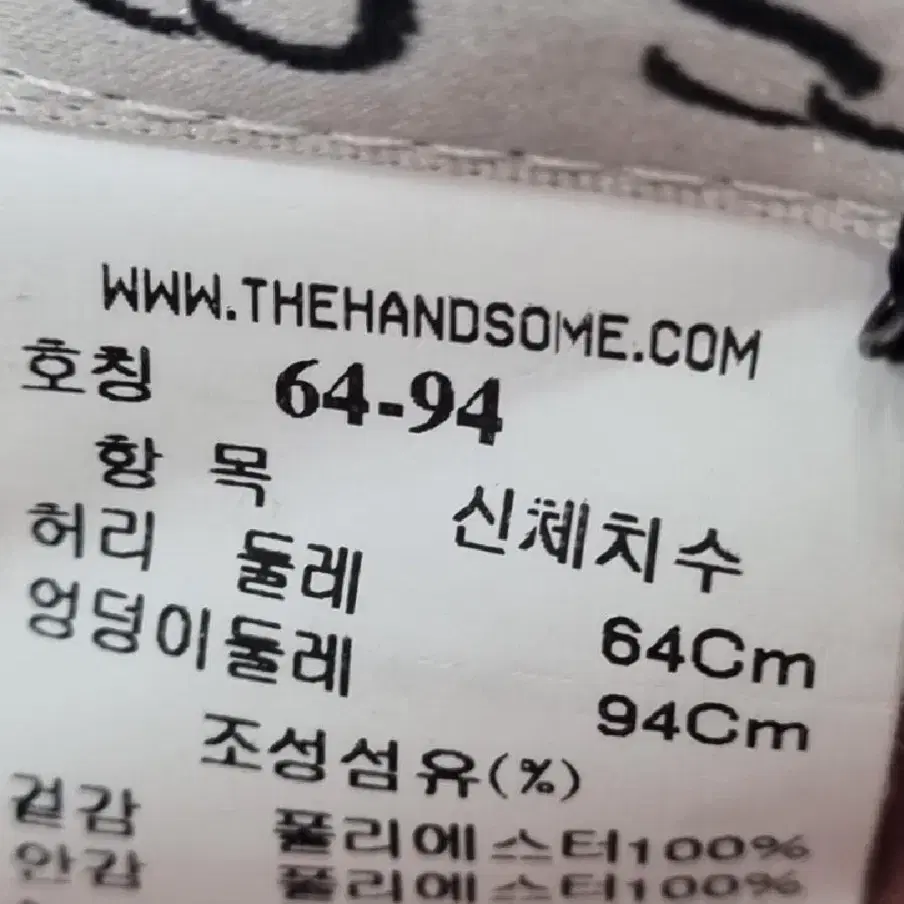 WWW.THEHANDSOME.COM
호칭 64-94
항 목 신체치수
허리 둘레 64Cm
엉덩이둘레 94Cm
조성섬유(%)
겉감 폴리에스터100%
안감 폴리에스터100%